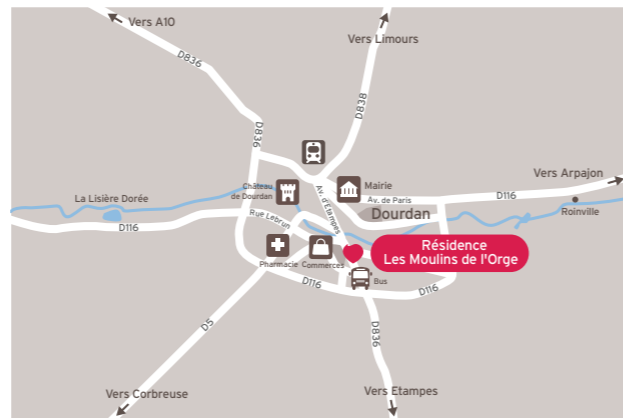 Vers A10
Vers Limours
D836
D838
D836
Vers Arpajon
Château
de Dourdan
Mairie
Av. d'Etampes
Av. de Paris
D116
La Lisière Dorée
Roinville
Dourdan
Rue Lebrun
D116
Résidence
Les Moulins de l'Orge
Pharmacie
Commerces
Bus
D116
D116
D5
D836
Vers Corbreuse
Vers Etampes